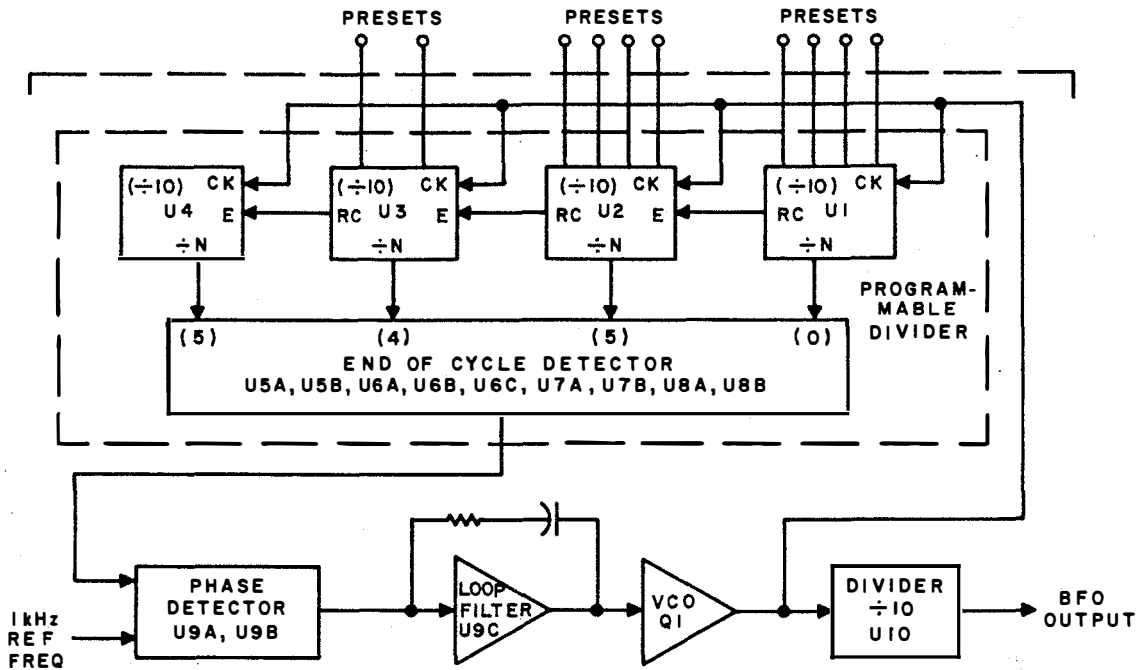 PRESETS
PRESETS
PRESETS
(÷10) CK
U4
E
÷N
(÷10) CK
RC U3 E
÷N
(÷10) CK
RC U2 E
÷N
(÷10) CK
RC U1
÷N
PROGRAM-
MABLE
DIVIDER
(5) (4) (5) (0)
END OF CYCLE DETECTOR
U5A, U5B, U6A, U6B, U6C, U7A, U7B, U8A, U8B
1kHz
REF
FREQ
PHASE
DETECTOR
U9A, U9B
LOOP
FILTER
U9C
VCO
Q1
DIVIDER
÷10
U10
BFO
OUTPUT